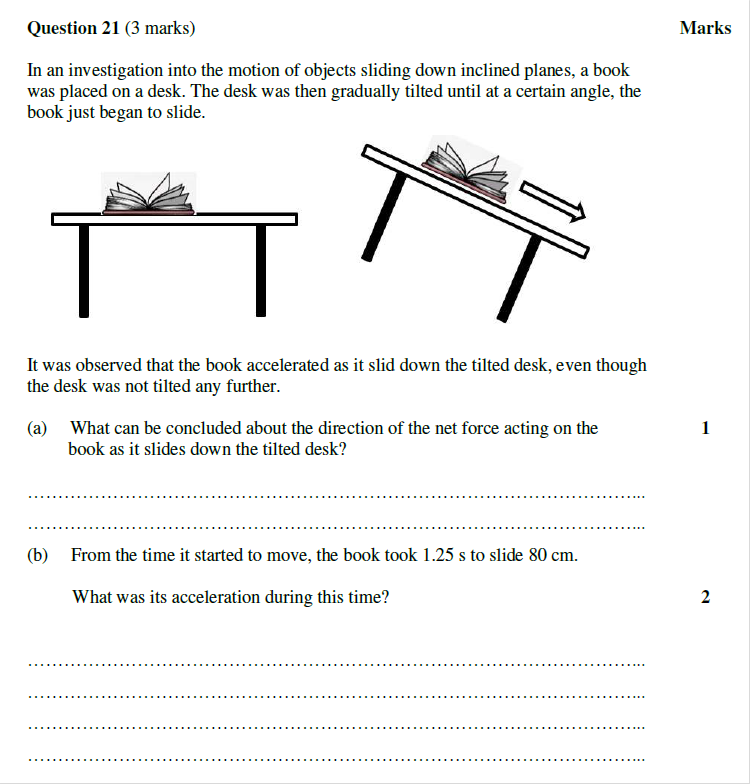 Question 21 (3 marks) Marks
In an investigation into the motion of objects sliding down inclined planes, a book
was placed on a desk. The desk was then gradually tilted until at a certain angle, the
book just began to slide.
It was observed that the book accelerated as it slid down the tilted desk, even though
the desk was not tilted any further.
(a) What can be concluded about the direction of the net force acting on the 1
book as it slides down the tilted desk?
(b) From the time it started to move, the book took 1.25 s to slide 80 cm.
What was its acceleration during this time? 2